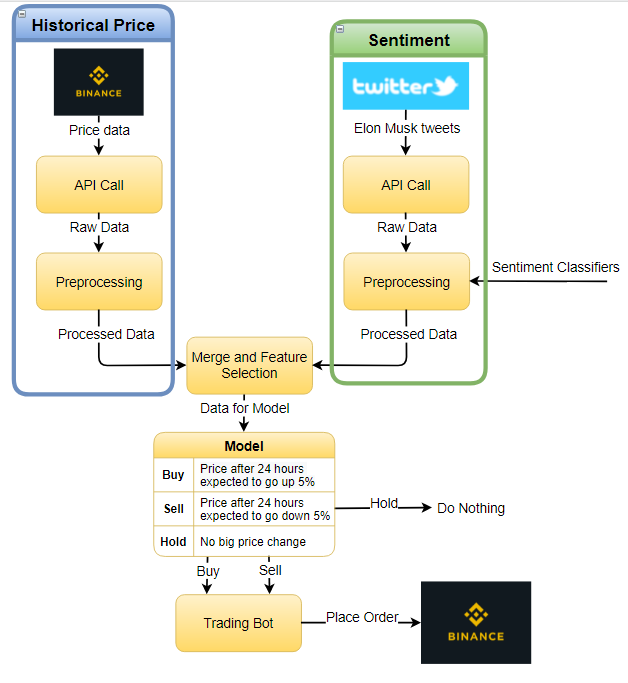 Historical Price
BINANCE
Price data
API Call
Raw Data
Preprocessing
Processed Data
Sentiment
twitter
Elon Musk tweets
API Call
Raw Data
Preprocessing
Sentiment Classifiers
Processed Data
Merge and Feature
Selection
Data for Model
Model
Buy
Price after 24 hours
expected to go up 5%
Sell
Price after 24 hours
expected to go down 5%
Hold
No big price change
Hold
Do Nothing
Buy
Sell
Trading Bot
Place Order
BINANCE